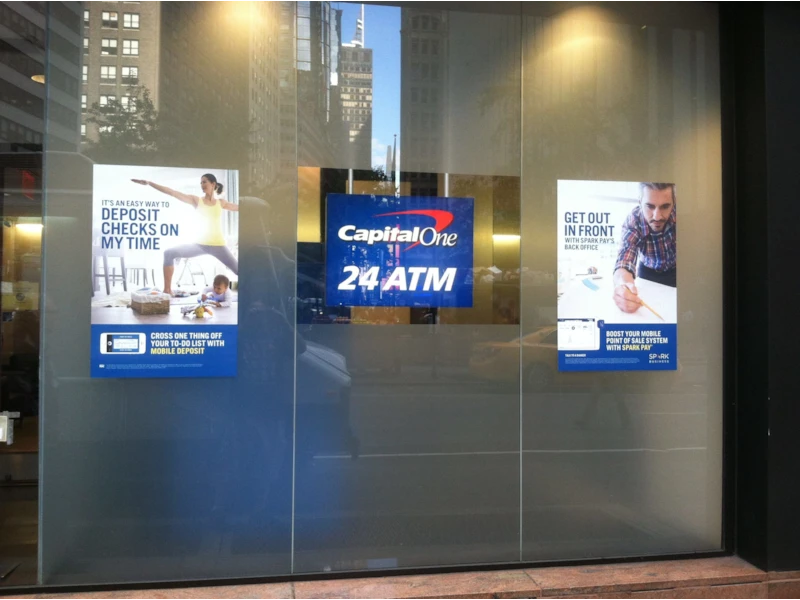 IT'S AN EASY WAY TO
DEPOSIT
CHECKS ON
MY TIME
CROSS ONE THING OFF
YOUR TO-DO LIST WITH
MOBILE DEPOSIT
Capital One
24 ATM
GET OUT
IN FRONT
WITH SPARK PAY'S
BACK OFFICE
BOOST YOUR MOBILE
POINT OF SALE SYSTEM
WITH SPARK PAY
SPARK
BUSINESS